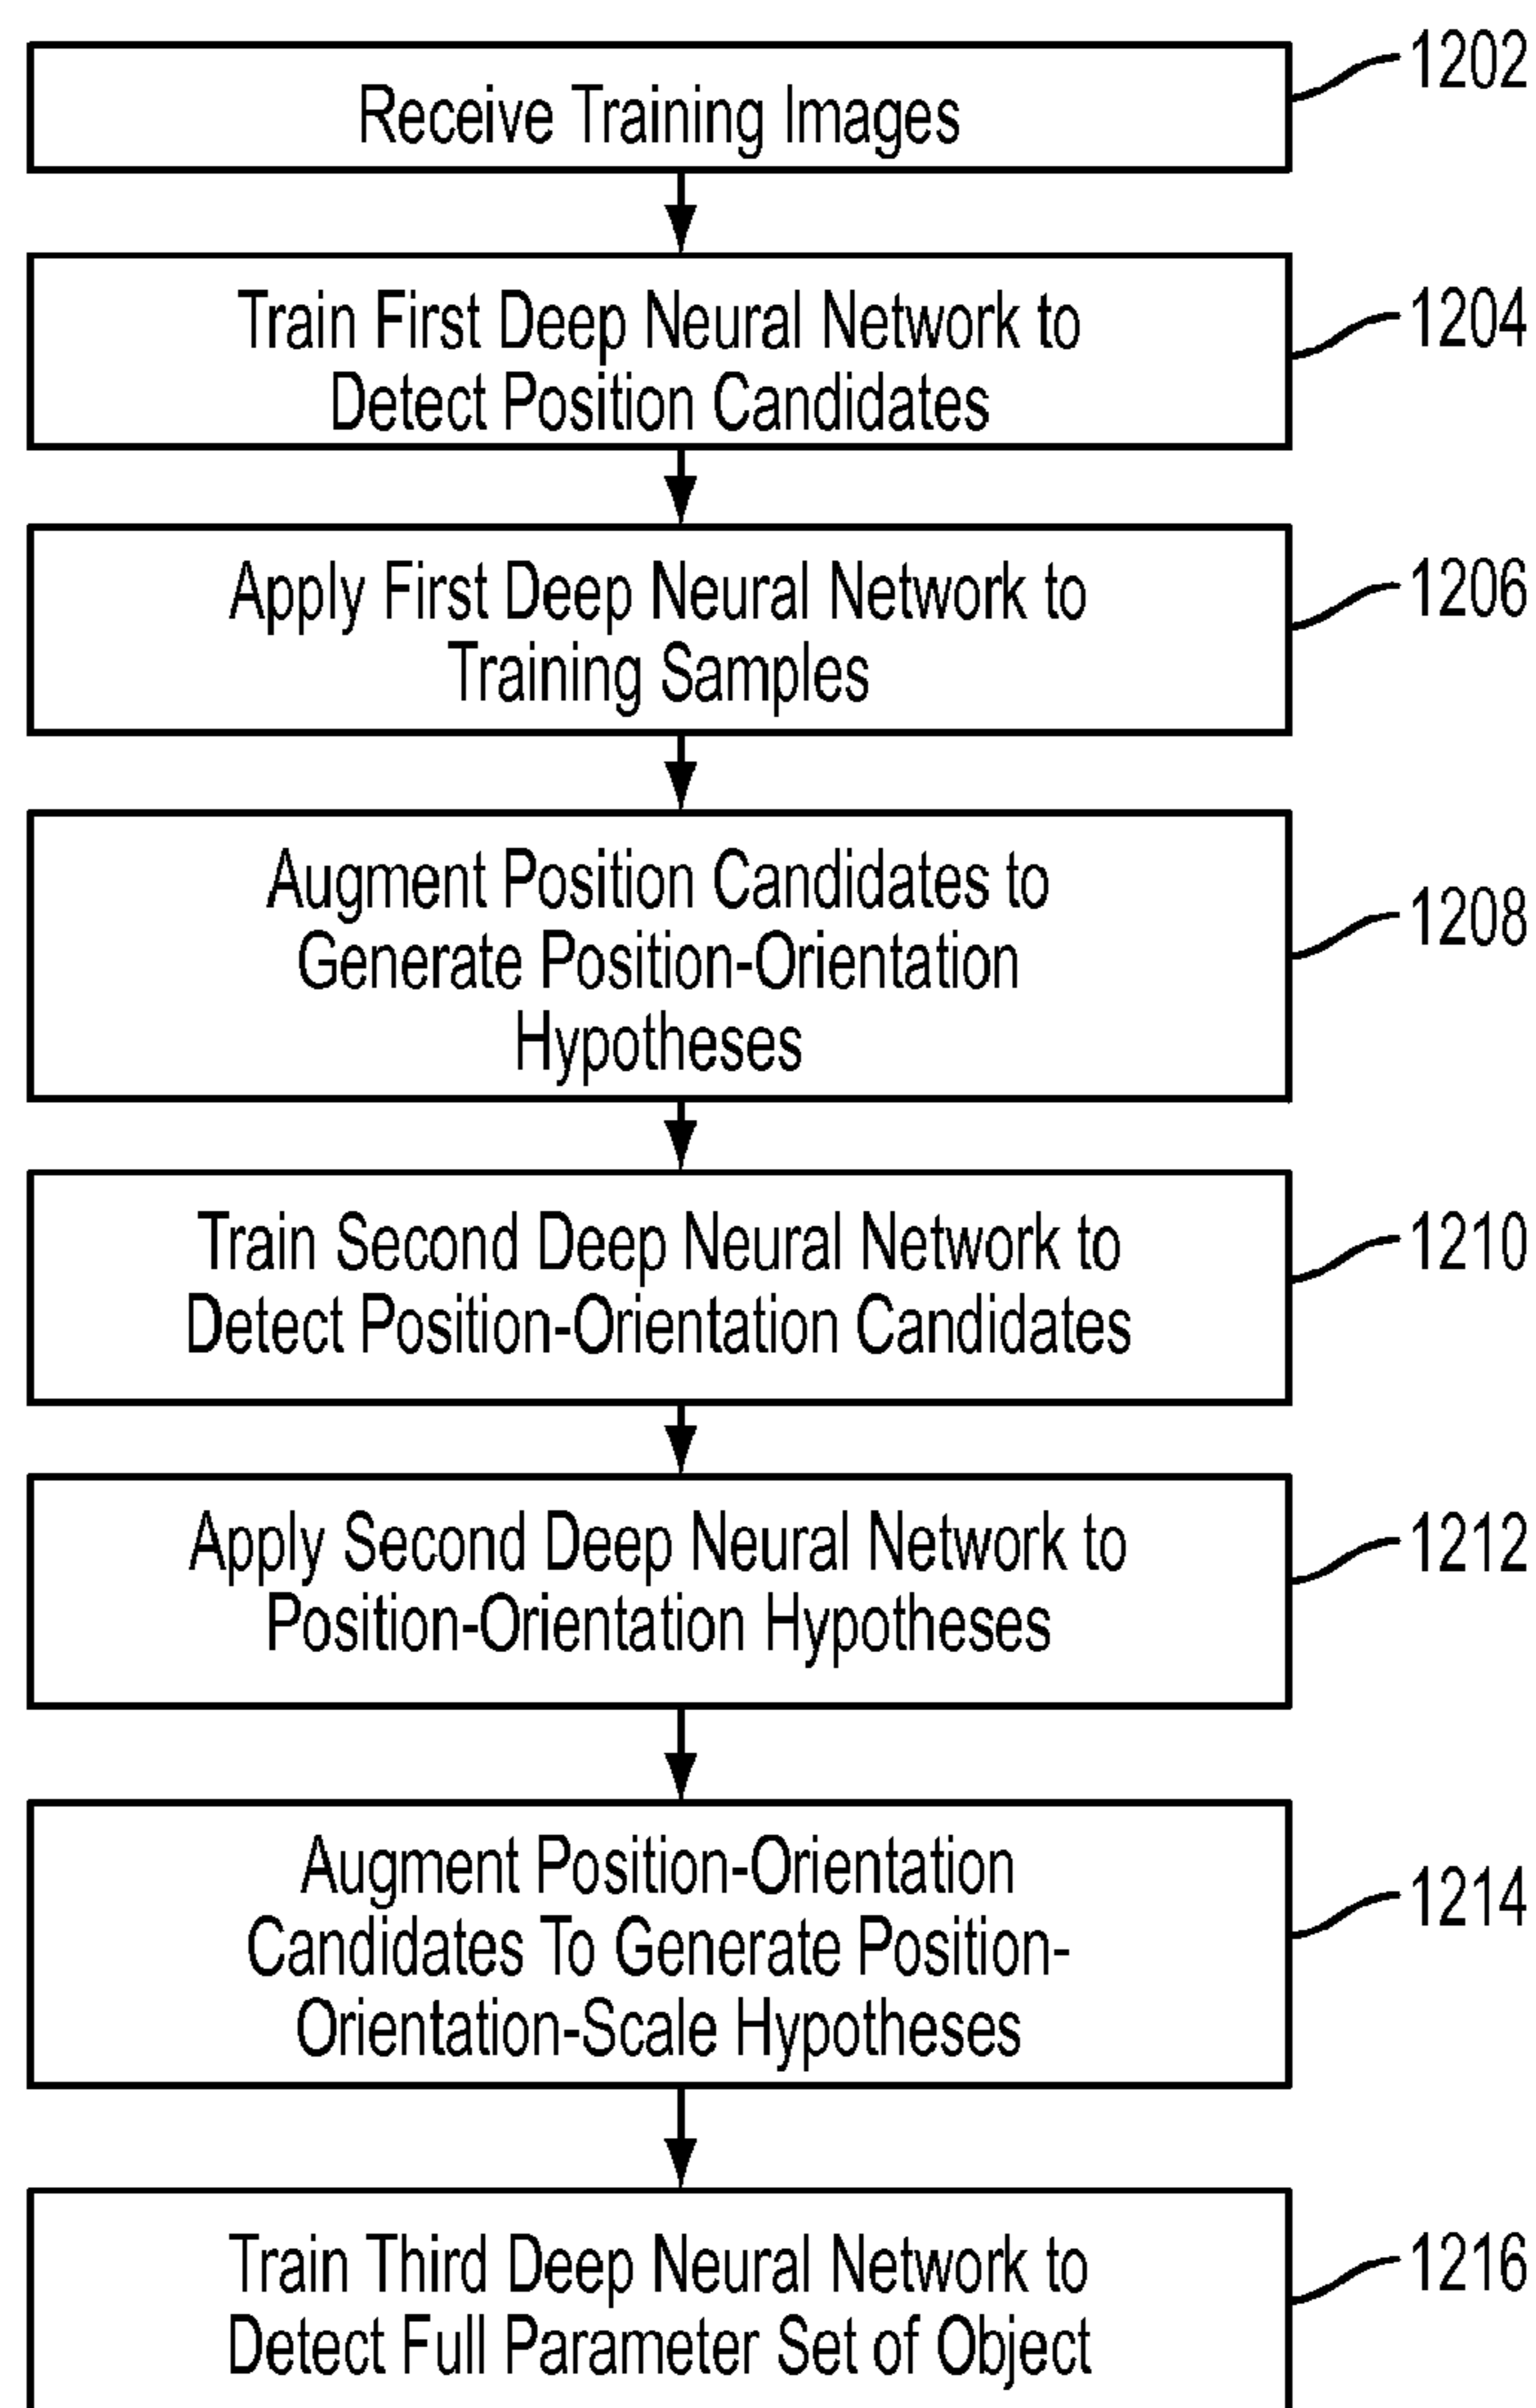 Receive Training Images
1202
Train First Deep Neural Network to
Detect Position Candidates
1204
Apply First Deep Neural Network to
Training Samples
1206
Augment Position Candidates to
Generate Position-Orientation
Hypotheses
1208
Train Second Deep Neural Network to
Detect Position-Orientation Candidates
1210
Apply Second Deep Neural Network to
Position-Orientation Hypotheses
1212
Augment Position-Orientation
Candidates To Generate Position-
Orientation-Scale Hypotheses
1214
Train Third Deep Neural Network to
Detect Full Parameter Set of Object
1216